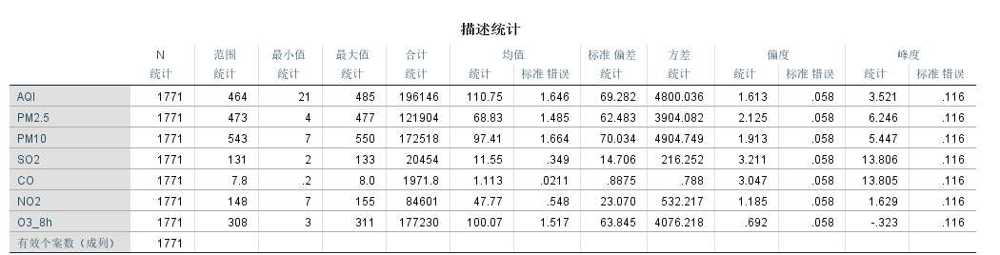 描述统计
N 范围 最小值 最大值 合计 均值 标准 偏差 方差 偏度 峰度
统计 统计 统计 统计 统计 统计 标准 错误 统计 统计 统计 标准 错误 统计 标准 错误
AQI 1771 464 21 485 196146 110.75 1.646 69.282 4800.036 1.613 .058 3.521 .116
PM2.5 1771 473 4 477 121904 68.83 1.485 62.483 3904.082 2.125 .058 6.246 .116
PM10 1771 543 7 550 172518 97.41 1.664 70.034 4904.749 1.913 .058 5.447 .116
SO2 1771 131 2 133 20454 11.55 .349 14.706 216.252 3.211 .058 13.806 .116
CO 1771 7.8 .2 8.0 1971.8 1.113 .0211 .8875 .788 3.047 .058 13.805 .116
NO2 1771 148 7 155 84601 47.77 .548 23.070 532.217 1.185 .058 1.629 .116
O3_8h 1771 308 3 311 177230 100.07 1.517 63.845 4076.218 .692 .058 -.323 .116
有效个案数（成列） 1771